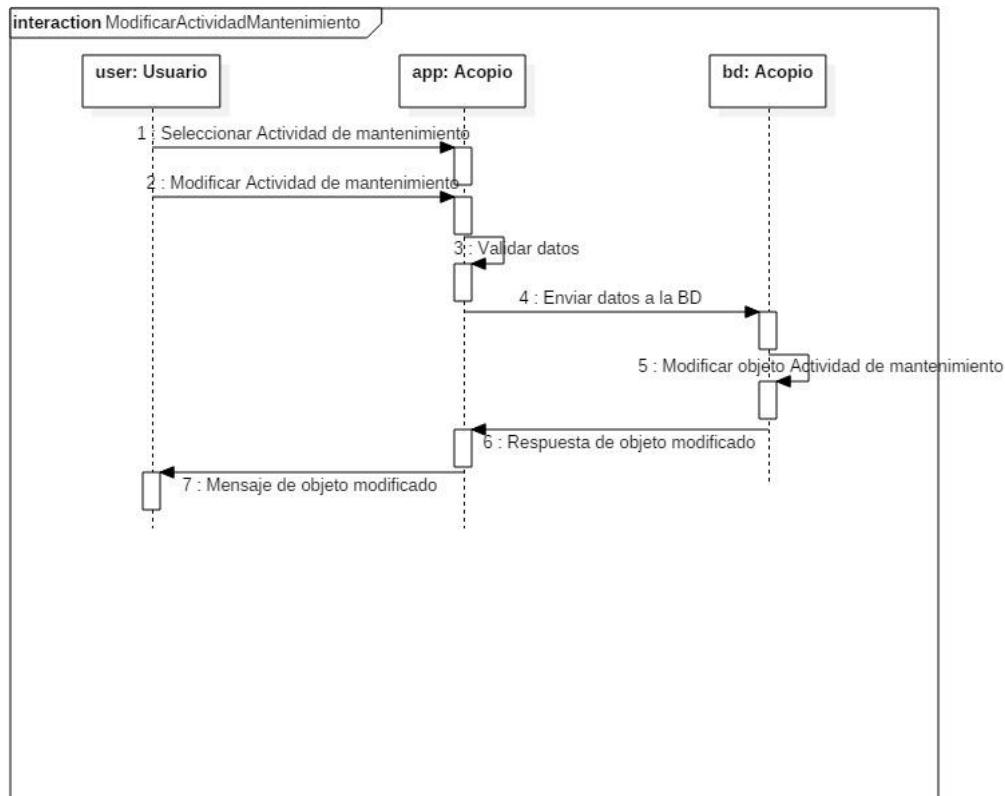 interaction ModificarActividadMantenimiento
user: Usuario
app: Acopio
bd: Acopio
1 : Seleccionar Actividad de mantenimiento
2 : Modificar Actividad de mantenimiento
3 : Validar datos
4 : Enviar datos a la BD
5 : Modificar objeto Actividad de mantenimiento
6 : Respuesta de objeto modificado
7 : Mensaje de objeto modificado